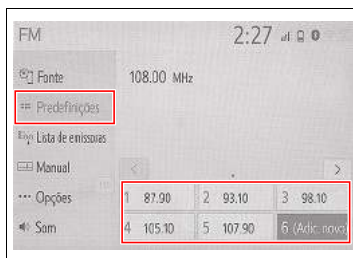 FM 2:27
Fonte 108.00 MHz
Predefinições
Lista de emissoras
Manual
Opções 1 87.90 2 93.10 3 98.10
Som 4 105.10 5 107.90 6 (Adic. novo)